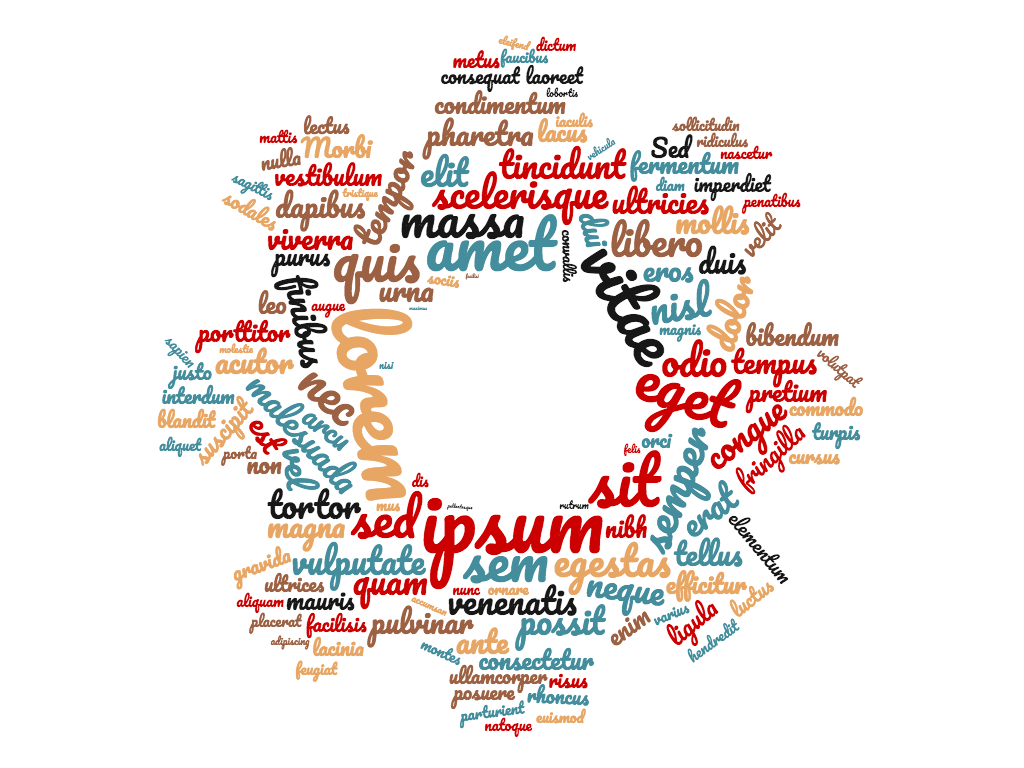 eleifend
dictum
metus
faucibus
consequat
laoreet
lobortis
condimentum
iaculis
pharetra
lacus
sollicitudin
lectus
mattis
Morbi
nulla
vestibulum
tempor
elit
tincidunt
vehicula
Sed
ridiculus
nascetur
fermentum
sagittis
tristique
sodales
dapibus
scelerisque
ultricies
diam
imperdiet
penatibus
viverra
massa
amet
dui
convallis
libero
mollis
velit
purus
quis
urna
sociis
facilisi
vitae
eros
duis
finibus
leo
augue
maximus
nisl
magnis
dolor
porttitor
molestie
sapien
justo
acutor
lorem
nisi
odio
tempus
bibendum
volutpat
interdum
blandit
suscipit
malesuada
nec
arcu
eget
pretium
commodo
aliquet
est
porta
non
vel
felis
orci
semper
congue
fringilla
turpis
cursus
tortor
dis
mus
pellentesque
rutrum
sit
magna
sed
ipsum
nibh
erat
elementum
gravida
vulputate
sem
egestas
tellus
ultrices
quam
nunc
ornare
neque
efficitur
aliquam
mauris
accumsan
venenatis
luctus
placerat
facilisis
pulvinar
possit
enim
varius
ligula
adipiscing
lacinia
montes
ante
hendredit
feugiat
consectetur
ullamcorper
risus
posuere
rhoncus
parturient
euismod
natoque